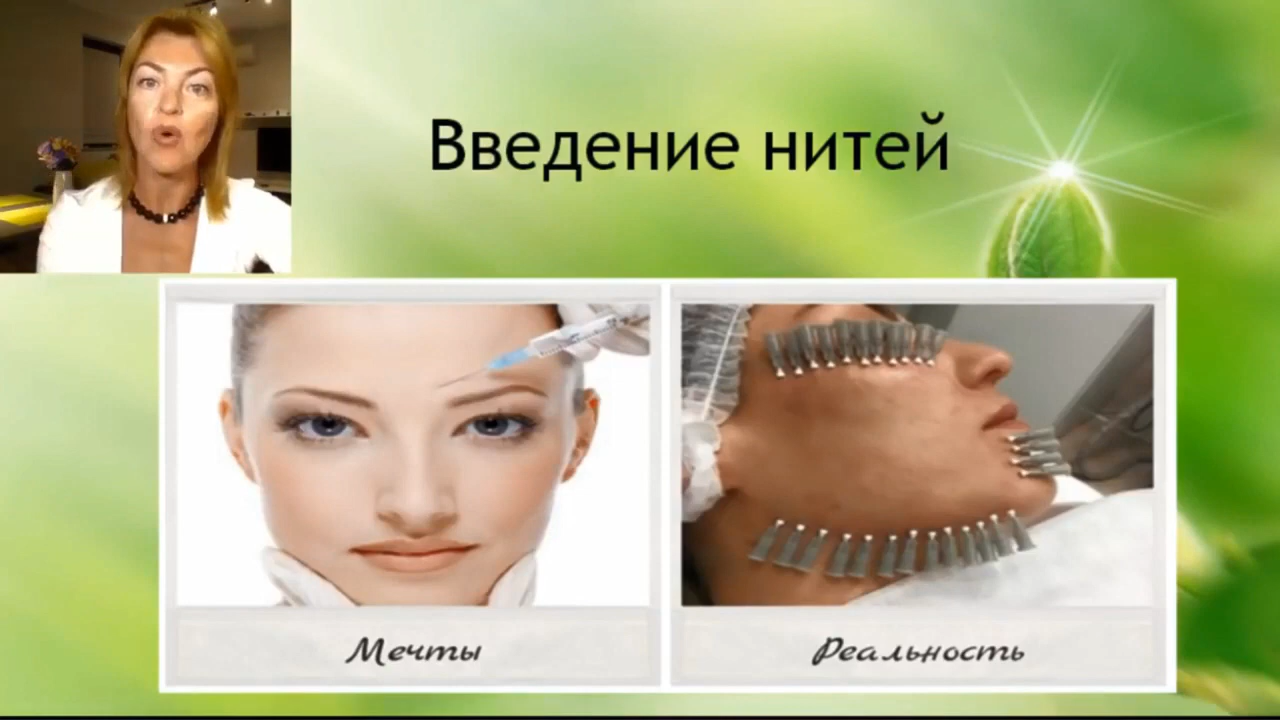 Введение нитей
Мечты
Реальность